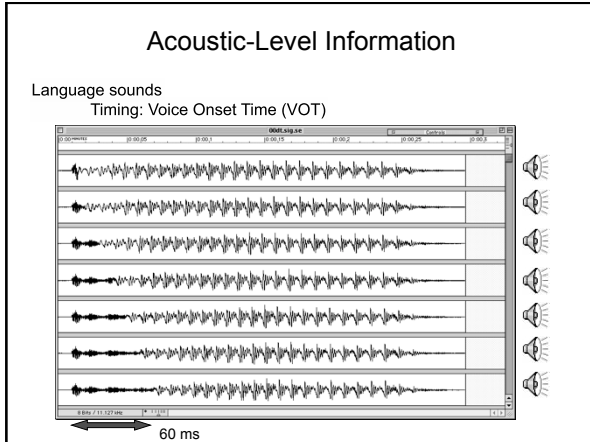 Acoustic-Level Information
Language sounds
Timing: Voice Onset Time (VOT)
00dt.sig.se
Controls
|0:00,05 |0:00,1 |0:00,15 |0:00,2 |0:00,25 |0:00,3
8 Bits / 11.127 kHz
60 ms